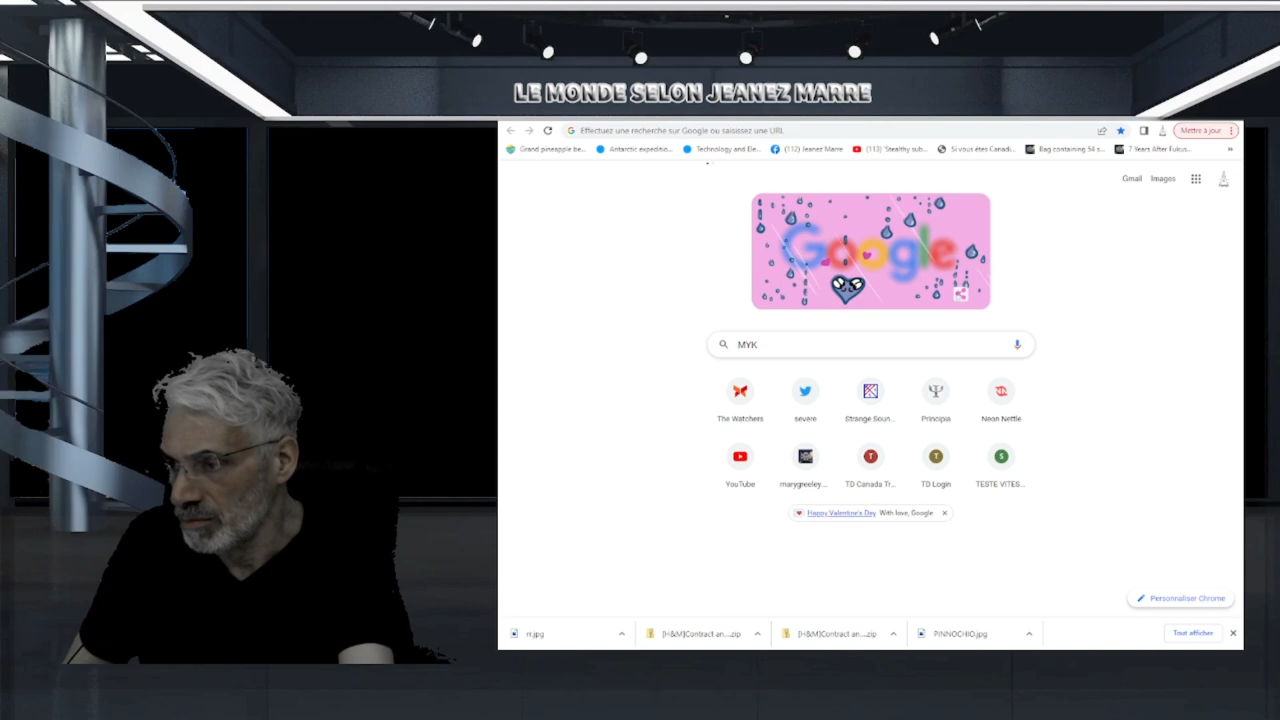 LE MONDE SELON JEANEZ MARRE
Effectuez une recherche sur Google ou saisissez une URL
Mettre à jour
Grand pineapple be...
Antarctic expeditio...
Technology and Ele...
(112) Jeanez Marre
(113) 'Stealthy sub...
Si vous êtes Canadi...
Bag containing 54 s...
7 Years After Fukus...
Gmail
Images
Google
MYK
The Watchers
severe
Strange Soun...
Principia
Neon Nettle
YouTube
marygreeley....
TD Canada Tr...
TD Login
TESTE VITES...
Happy Valentine's Day With love, Google
Personnaliser Chrome
rr.jpg
[H&M]Contract an....zip
[H&M]Contract an....zip
PINNOCHIO.jpg
Tout afficher